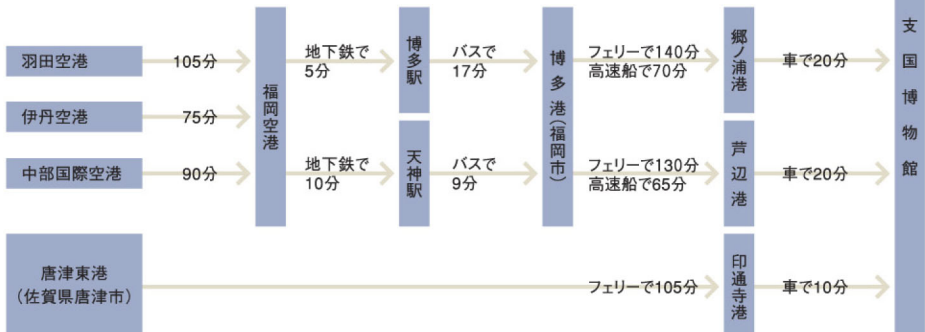 羽田空港
105分
伊丹空港
75分
中部国際空港
90分
福岡空港
地下鉄で
5分
地下鉄で
10分
博多駅
天神駅
バスで
17分
バスで
9分
博多港(福岡市)
フェリーで140分
高速船で70分
フェリーで130分
高速船で65分
郷ノ浦港
芦辺港
車で20分
車で20分
唐津東港
(佐賀県唐津市)
フェリーで105分
印通寺港
車で10分
支国博物館